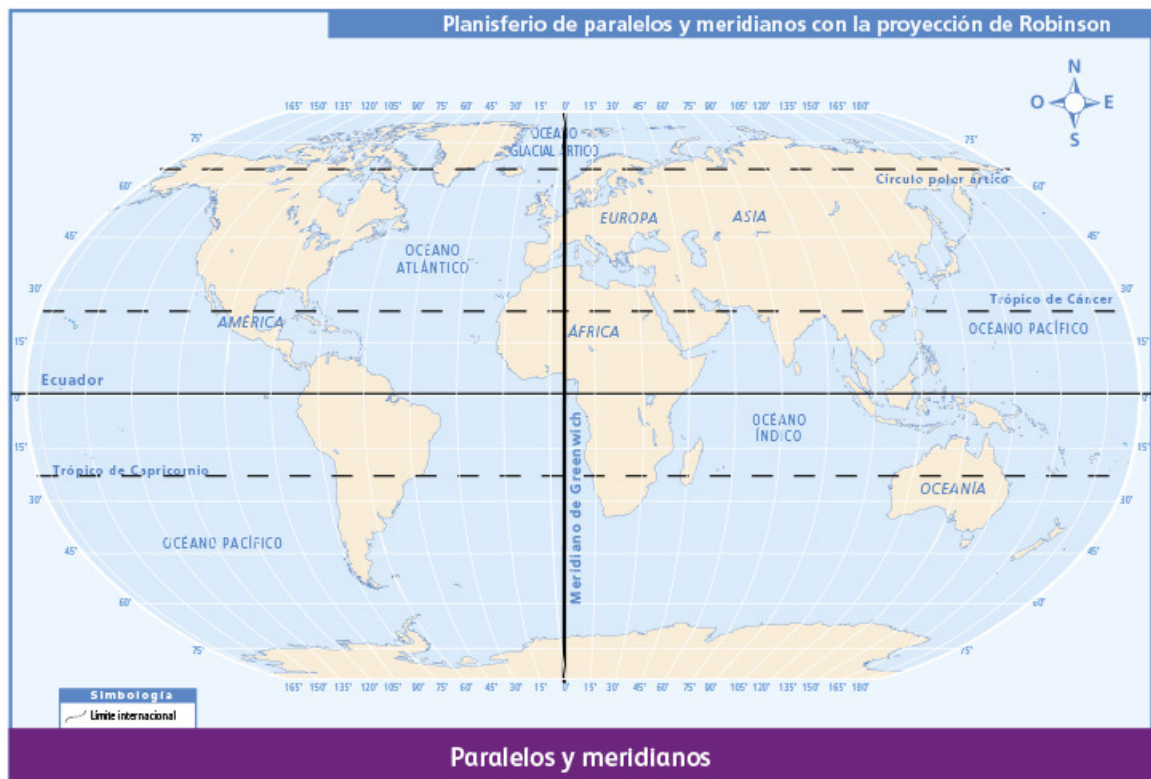 Planisferio de paralelos y meridianos con la proyección de Robinson
N
O E
S
165° 150° 135° 120° 105° 90° 75° 60° 45° 30° 15° 0° 15° 30° 45° 60° 75° 90° 105° 120° 135° 150° 165° 180°
OCÉANO
GLACIAL ÁRTICO
75° 75°
Círculo polar ártico
60° 60°
EUROPA ASIA
45° 45°
OCÉANO
ATLÁNTICO
30° 30°
Trópico de Cáncer
AMÉRICA ÁFRICA OCÉANO PACÍFICO
15° 15°
Ecuador
0° 0°
OCÉANO
ÍNDICO
Meridiano de Greenwich
15° 15°
Trópico de Capricornio
OCEANÍA
30° 30°
OCÉANO PACÍFICO
45° 45°
60° 60°
75° 75°
165° 150° 135° 120° 105° 90° 75° 60° 45° 30° 15° 0° 15° 30° 45° 60° 75° 90° 105° 120° 135° 150° 165° 180°
Simbología
Límite internacional
Paralelos y meridianos